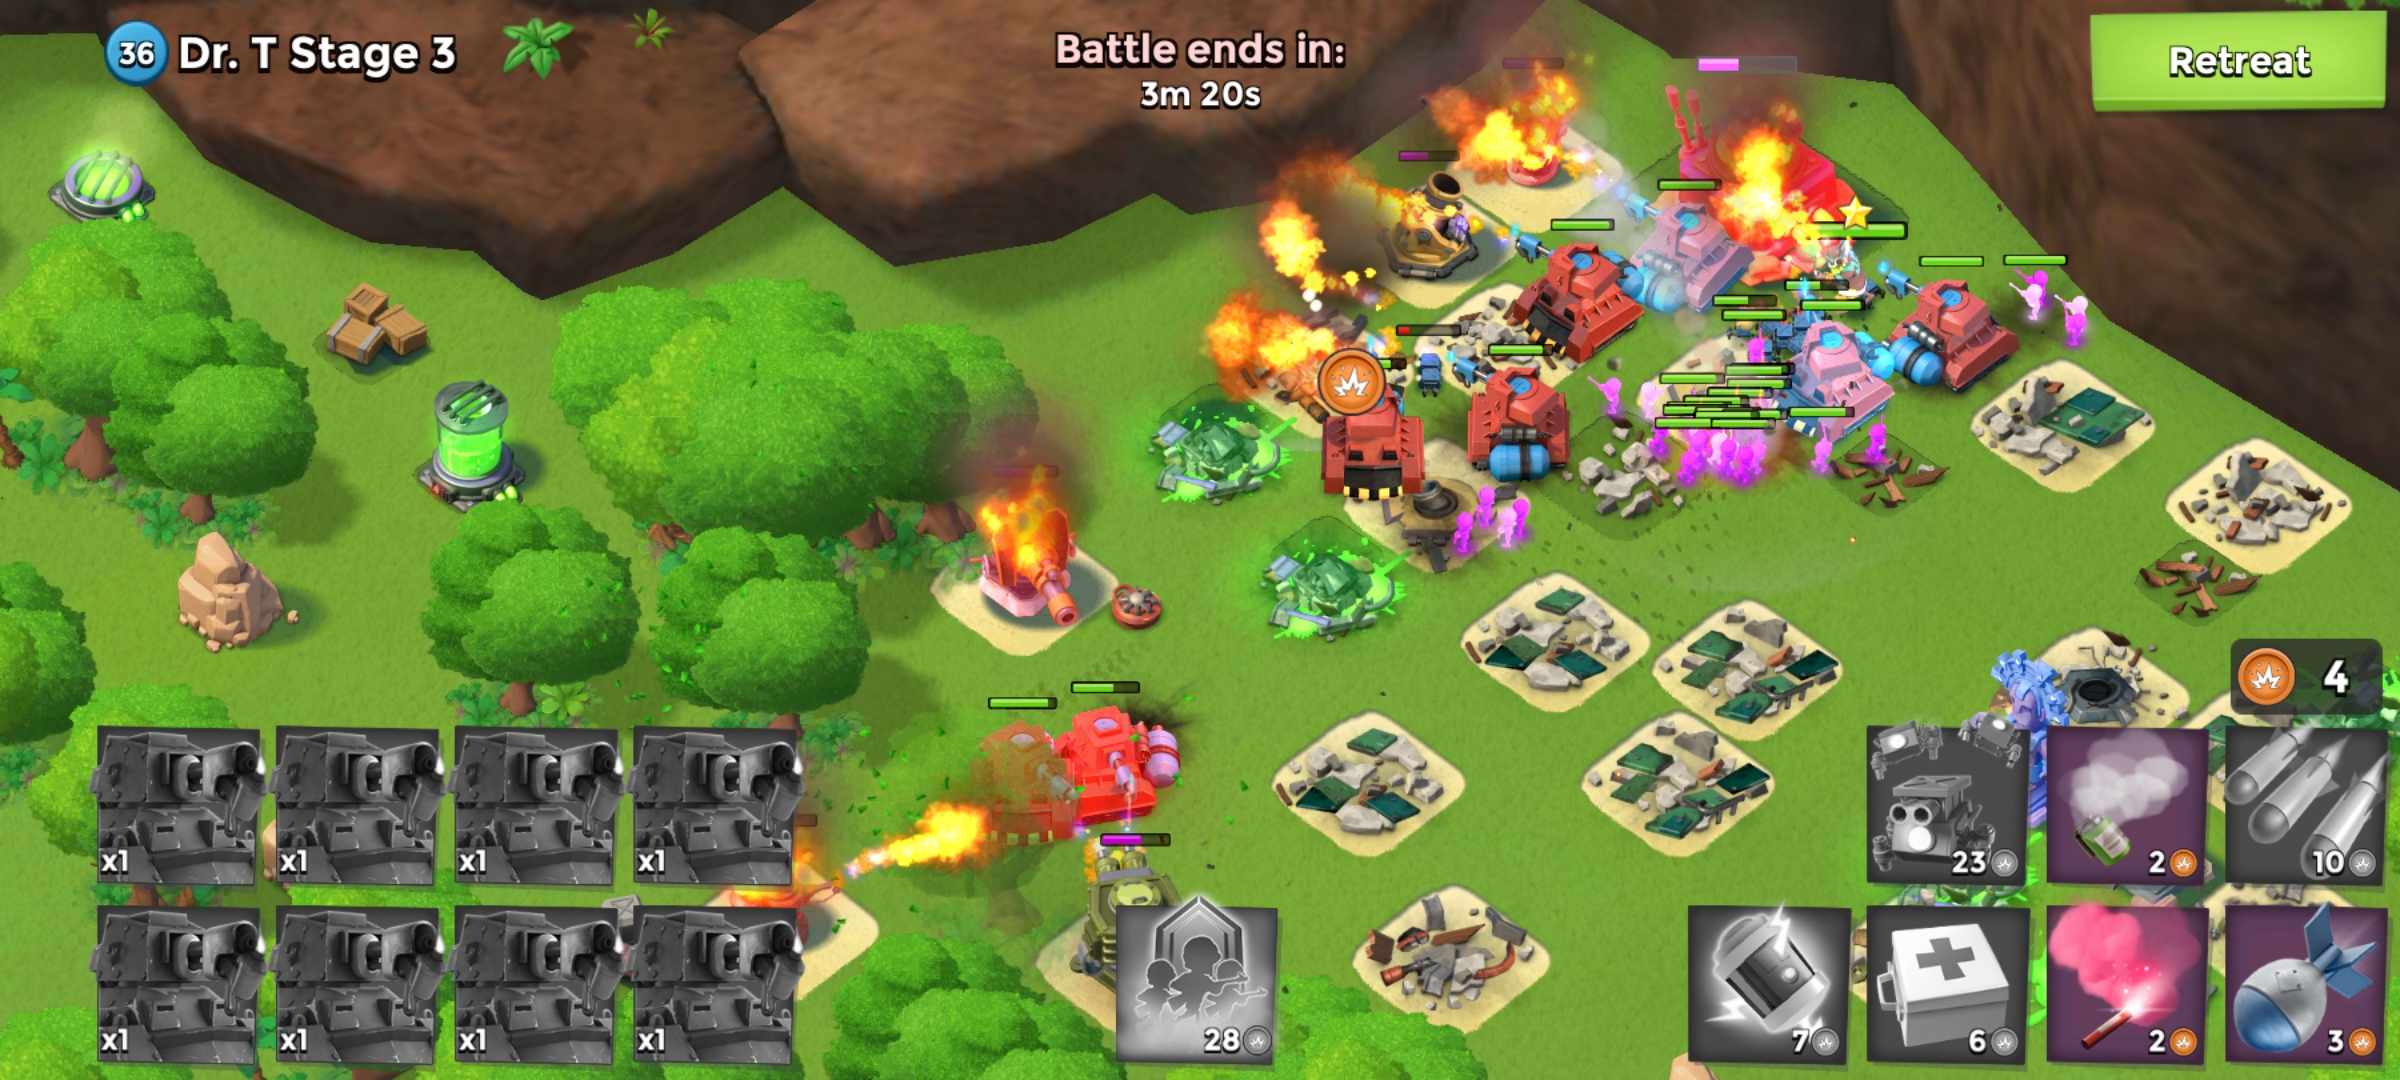 36 Dr. T Stage 3
Battle ends in:
3m 20s
Retreat
4
x1 x1 x1 x1
23 2 10
x1 x1 x1 x1
28 7 6 2 3